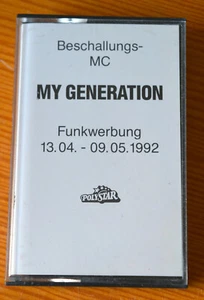 Beschallungs-
MC
MY GENERATION
Funkwerbung
13.04. - 09.05.1992
POLYSTAR